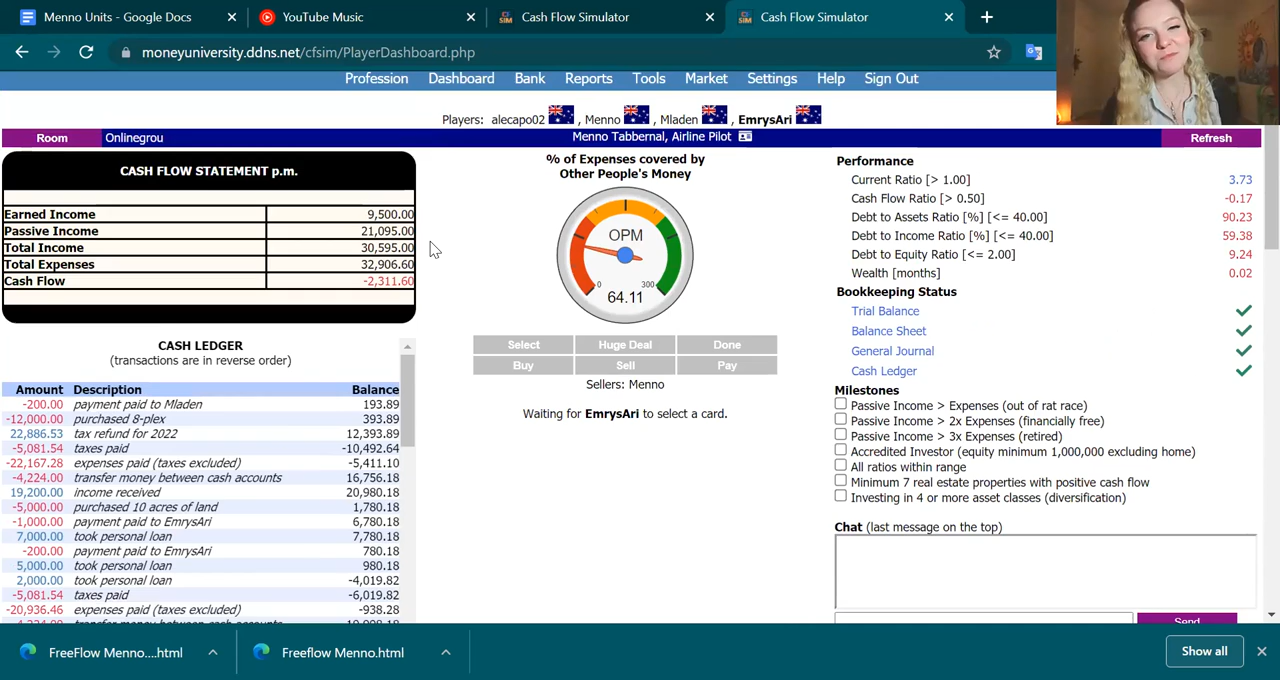 Menno Units - Google Docs
YouTube Music
Cash Flow Simulator
Cash Flow Simulator
moneyuniversity.ddns.net/cfsim/PlayerDashboard.php
Profession Dashboard Bank Reports Tools Market Settings Help Sign Out
Players: alecapo02 , Menno , Mladen , EmrysAri
Room Onlinegrou Menno Tabbernal, Airline Pilot Refresh
CASH FLOW STATEMENT p.m.
Earned Income 9,500.00
Passive Income 21,095.00
Total Income 30,595.00
Total Expenses 32,906.60
Cash Flow -2,311.60
CASH LEDGER
(transactions are in reverse order)
Amount Description Balance
-200.00 payment paid to Mladen 193.89
-12,000.00 purchased 8-plex 393.89
22,886.53 tax refund for 2022 12,393.89
-5,081.54 taxes paid -10,492.64
-22,167.28 expenses paid (taxes excluded) -5,411.10
-4,224.00 transfer money between cash accounts 16,756.18
19,200.00 income received 20,980.18
-5,000.00 purchased 10 acres of land 1,780.18
-1,000.00 payment paid to EmrysAri 6,780.18
7,000.00 took personal loan 7,780.18
-200.00 payment paid to EmrysAri 780.18
5,000.00 took personal loan 980.18
2,000.00 took personal loan -4,019.82
-5,081.54 taxes paid -6,019.82
-20,936.46 expenses paid (taxes excluded) -938.28
% of Expenses covered by
Other People's Money
OPM
0 300
64.11
Select Huge Deal Done
Buy Sell Pay
Sellers: Menno
Waiting for EmrysAri to select a card.
Performance
Current Ratio [> 1.00] 3.73
Cash Flow Ratio [> 0.50] -0.17
Debt to Assets Ratio [%] [<= 40.00] 90.23
Debt to Income Ratio [%] [<= 40.00] 59.38
Debt to Equity Ratio [<= 2.00] 9.24
Wealth [months] 0.02
Bookkeeping Status
Trial Balance
Balance Sheet
General Journal
Cash Ledger
Milestones
Passive Income > Expenses (out of rat race)
Passive Income > 2x Expenses (financially free)
Passive Income > 3x Expenses (retired)
Accredited Investor (equity minimum 1,000,000 excluding home)
All ratios within range
Minimum 7 real estate properties with positive cash flow
Investing in 4 or more asset classes (diversification)
Chat (last message on the top)
Send
FreeFlow Menno....html
Freeflow Menno.html
Show all